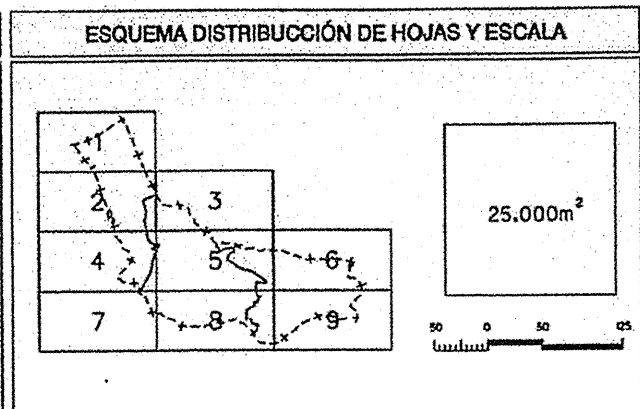 ESQUEMA DISTRIBUCCIÓN DE HOJAS Y ESCALA
1
2 3
4 5 6
7 8 9
25.000m²
50 0 50 125.